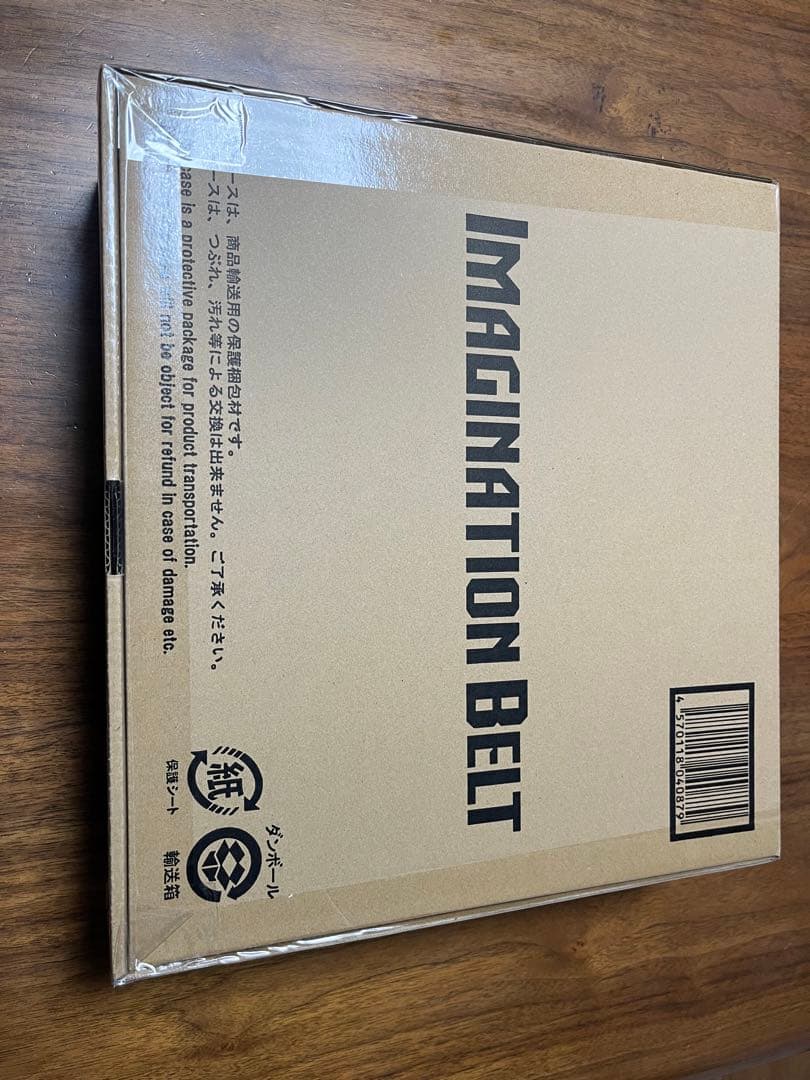 IMAGINATION BELT
4 570118 040879
ースは、商品輸送用の保護梱包材です。
ースは、つぶれ、汚れ等による交換は出来ません。ご了承ください。
case is a protective package for product transportation.
will not be object for refund in case of damage etc.
紙
保護シート
ダンボール
輸送箱